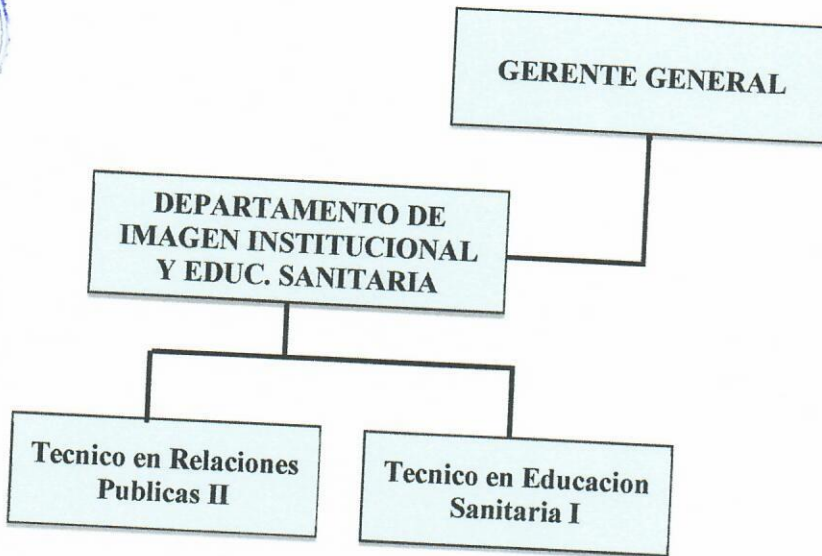 GERENTE GENERAL
DEPARTAMENTO DE
IMAGEN INSTITUCIONAL
Y EDUC. SANITARIA
Tecnico en Relaciones
Publicas II
Tecnico en Educacion
Sanitaria I